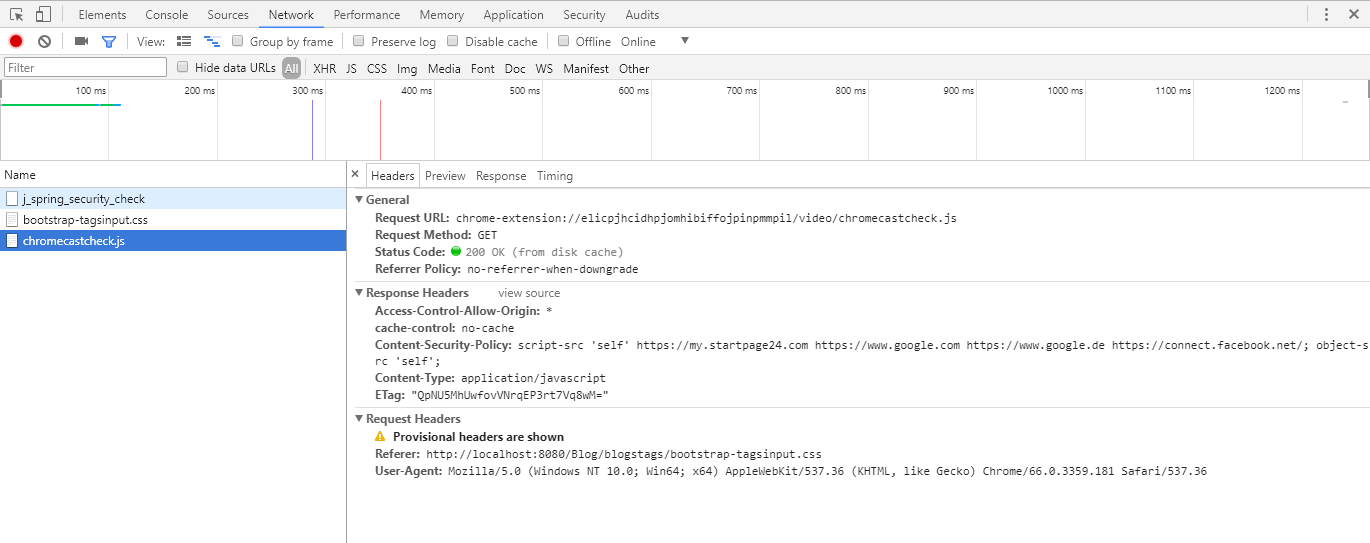 Elements Console Sources Network Performance Memory Application Security Audits
View: Group by frame Preserve log Disable cache Offline Online
Filter Hide data URLs All XHR JS CSS Img Media Font Doc WS Manifest Other
100 ms 200 ms 300 ms 400 ms 500 ms 600 ms 700 ms 800 ms 900 ms 1000 ms 1100 ms 1200 ms
Name
j_spring_security_check
bootstrap-tagsinput.css
chromecastcheck.js
Headers Preview Response Timing
General
Request URL: chrome-extension://elicpjhcidhpjomhibiffojpinpmmpil/video/chromecastcheck.js
Request Method: GET
Status Code: 200 OK (from disk cache)
Referrer Policy: no-referrer-when-downgrade
Response Headers view source
Access-Control-Allow-Origin: *
cache-control: no-cache
Content-Security-Policy: script-src 'self' https://my.startpage24.com https://www.google.com https://www.google.de https://connect.facebook.net/; object-s
rc 'self';
Content-Type: application/javascript
ETag: "QpNU5MhUwfovVNrqEP3rt7Vq8wM="
Request Headers
Provisional headers are shown
Referer: http://localhost:8080/Blog/blogstags/bootstrap-tagsinput.css
User-Agent: Mozilla/5.0 (Windows NT 10.0; Win64; x64) AppleWebKit/537.36 (KHTML, like Gecko) Chrome/66.0.3359.181 Safari/537.36